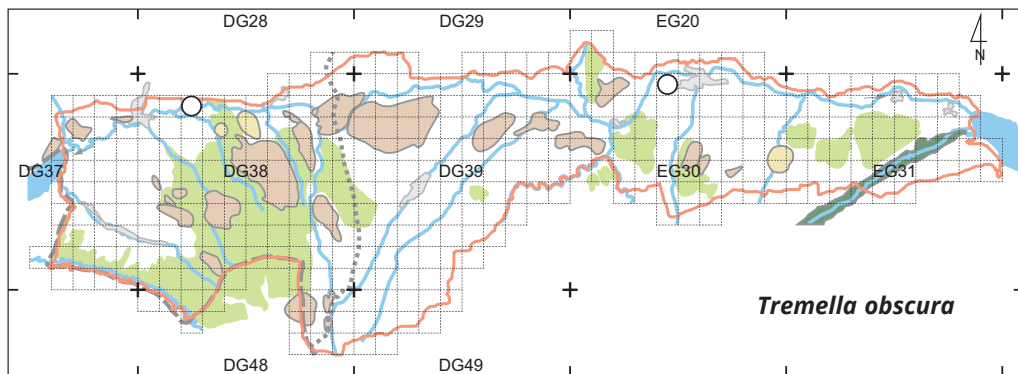 DG28 DG29 EG20
N
DG37 DG38 DG39 EG30 EG31
Tremella obscura
DG48 DG49